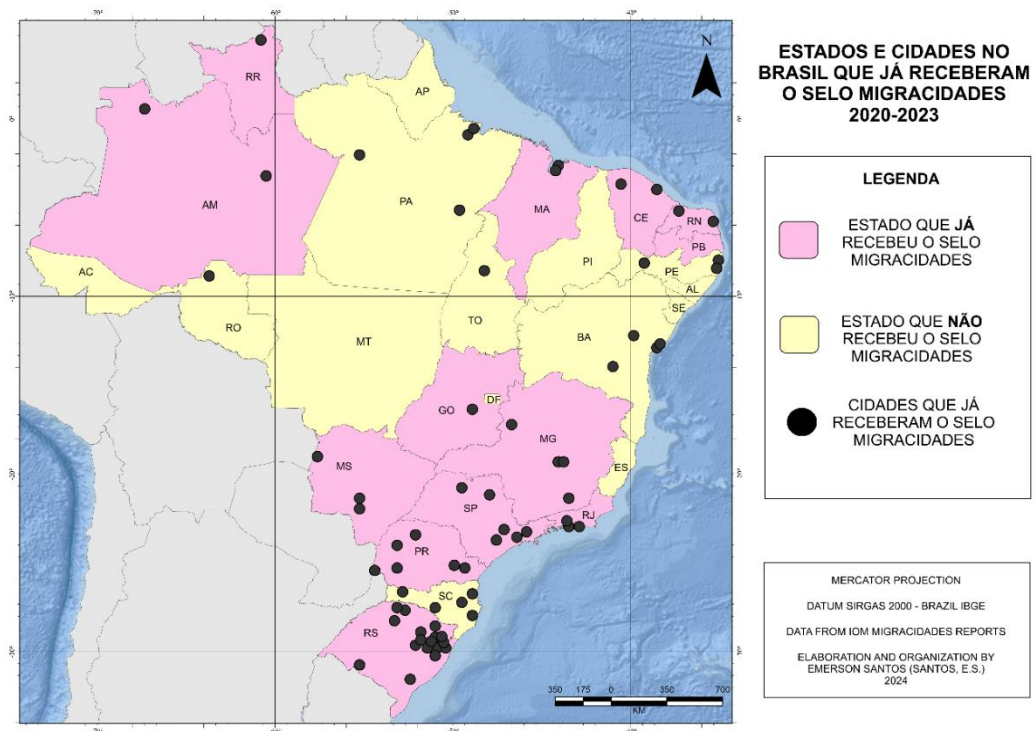 ESTADOS E CIDADES NO
BRASIL QUE JÁ RECEBERAM
O SELO MIGRACIDADES
2020-2023
LEGENDA
ESTADO QUE JÁ
RECEBEU O SELO
MIGRACIDADES
ESTADO QUE NÃO
RECEBEU O SELO
MIGRACIDADES
CIDADES QUE JÁ
RECEBERAM O SELO
MIGRACIDADES
MERCATOR PROJECTION
DATUM SIRGAS 2000 - BRAZIL IBGE
DATA FROM IOM MIGRACIDADES REPORTS
ELABORATION AND ORGANIZATION BY
EMERSON SANTOS (SANTOS, E.S.)
2024
N
RR
AP
AM
PA
MA
CE
RN
PB
PI
PE
AL
SE
AC
RO
TO
BA
MT
DF
GO
MG
ES
MS
SP
RJ
PR
SC
RS
350 175 0 350 700
KM